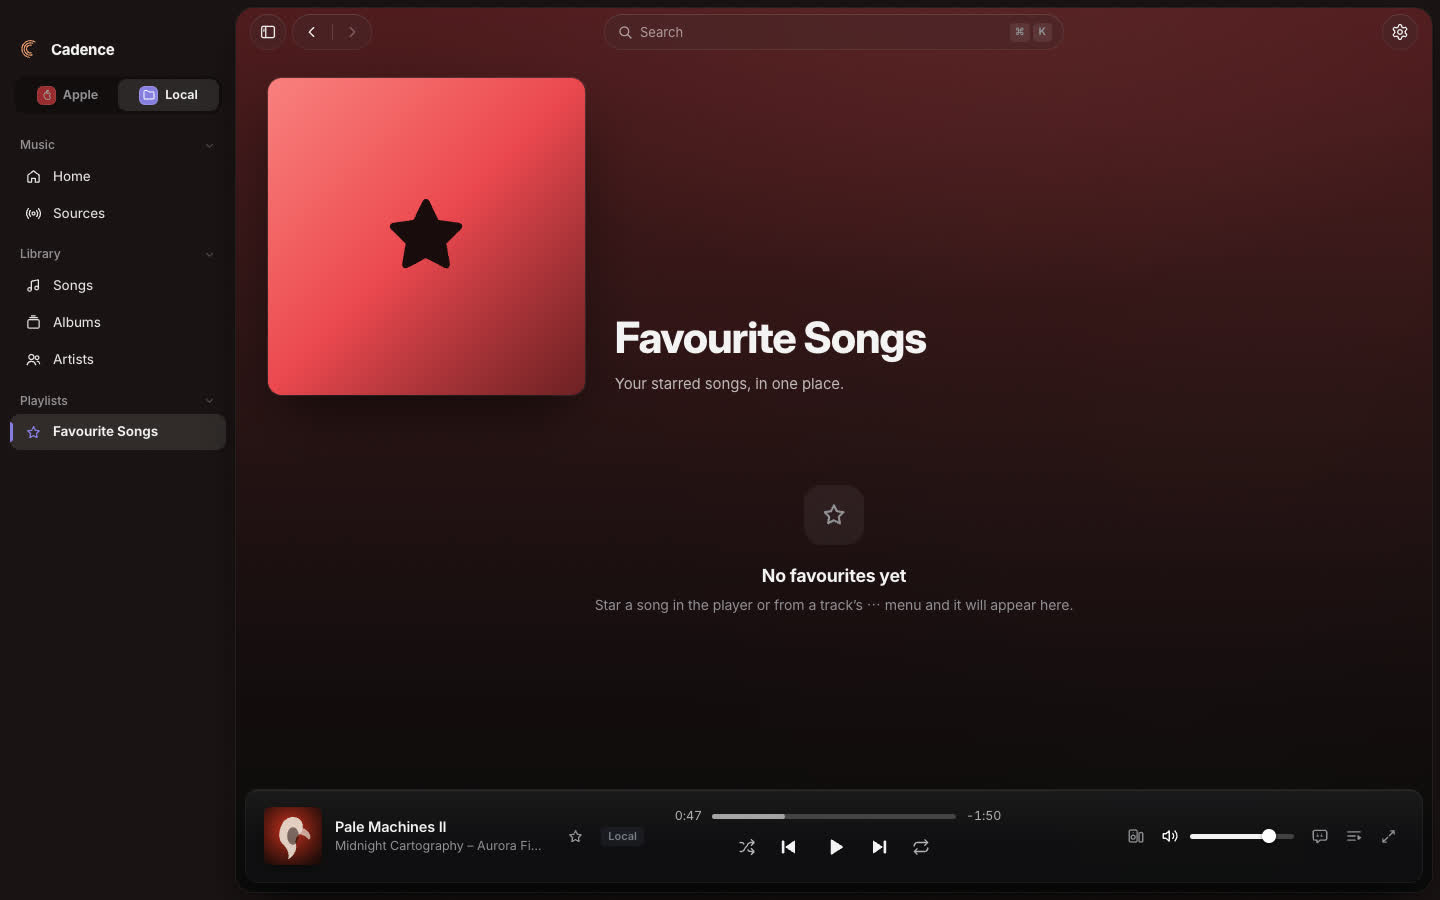 Cadence
Apple
Local
Music
Home
Sources
Library
Songs
Albums
Artists
Playlists
Favourite Songs
Search
⌘ K
Favourite Songs
Your starred songs, in one place.
No favourites yet
Star a song in the player or from a track’s ··· menu and it will appear here.
Pale Machines II
Midnight Cartography – Aurora Fi...
Local
0:47
-1:50